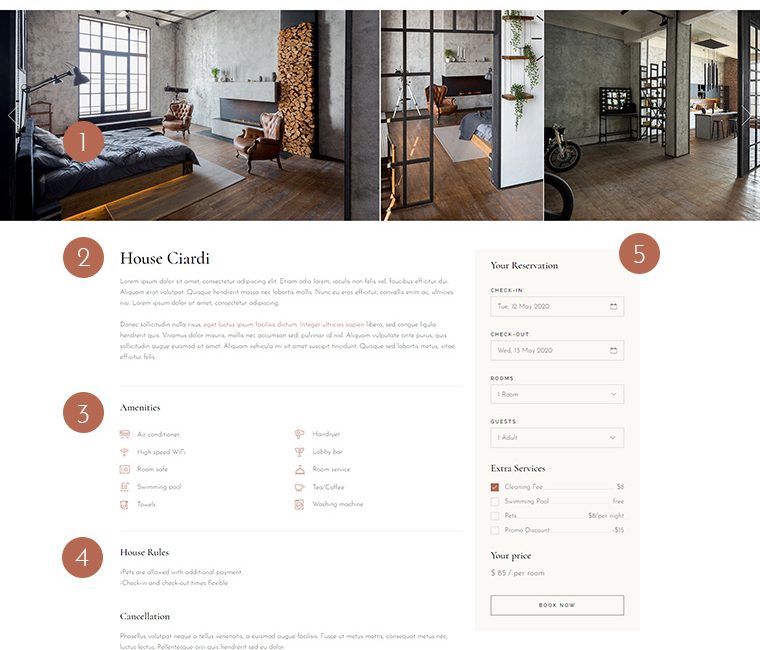 1
2
House Ciardi
Lorem ipsum dolor sit amet, consectetur adipiscing elit. Etiam odio lorem, iaculis non felis vel, faucibus efficitur dui.
Aliquam erat volutpat. Quisque hendrerit massa nec lobortis mollis. Nunc eu eros efficitur, convallis enim ac, ultricies
nisi. Lorem ipsum dolor sit amet, consectetur adipiscing.
Donec sollicitudin nulla risus, eget luctus ipsum facilisis dictum. Integer ultricies sapien libero, sed congue ligula
hendrerit quis. Vivamus dolor mauris, mollis nec accumsan sed, pulvinar id nisl. Aliquam vulputate ante purus, quis
sollicitudin augue euismod sit amet. Aliquam vehicula mi sit amet suscipit tincidunt. Quisque sed lobortis metus, vitae
efficitur felis.
3
Amenities
Air conditioner
High speed WiFi
Room safe
Swimming pool
Towels
Hairdryer
Lobby bar
Room service
Tea/Coffee
Washing machine
4
House Rules
-Pets are allowed with additional payment.
-Check-in and check-out times flexible
Cancellation
Phasellus volutpat neque a tellus venenatis, a euismod augue facilisis. Fusce ut metus mattis, consequat metus nec,
luctus lectus. Pellentesque orci quis hendrerit sed eu dolor.
5
Your Reservation
CHECK-IN:
Tue, 12 May 2020
CHECK-OUT:
Wed, 13 May 2020
ROOMS:
1 Room
GUESTS:
1 Adult
Extra Services
Cleaning Fee $8
Swimming Pool free
Pets $8/per night
Promo Discount -$15
Your price
$ 85 / per room
BOOK NOW